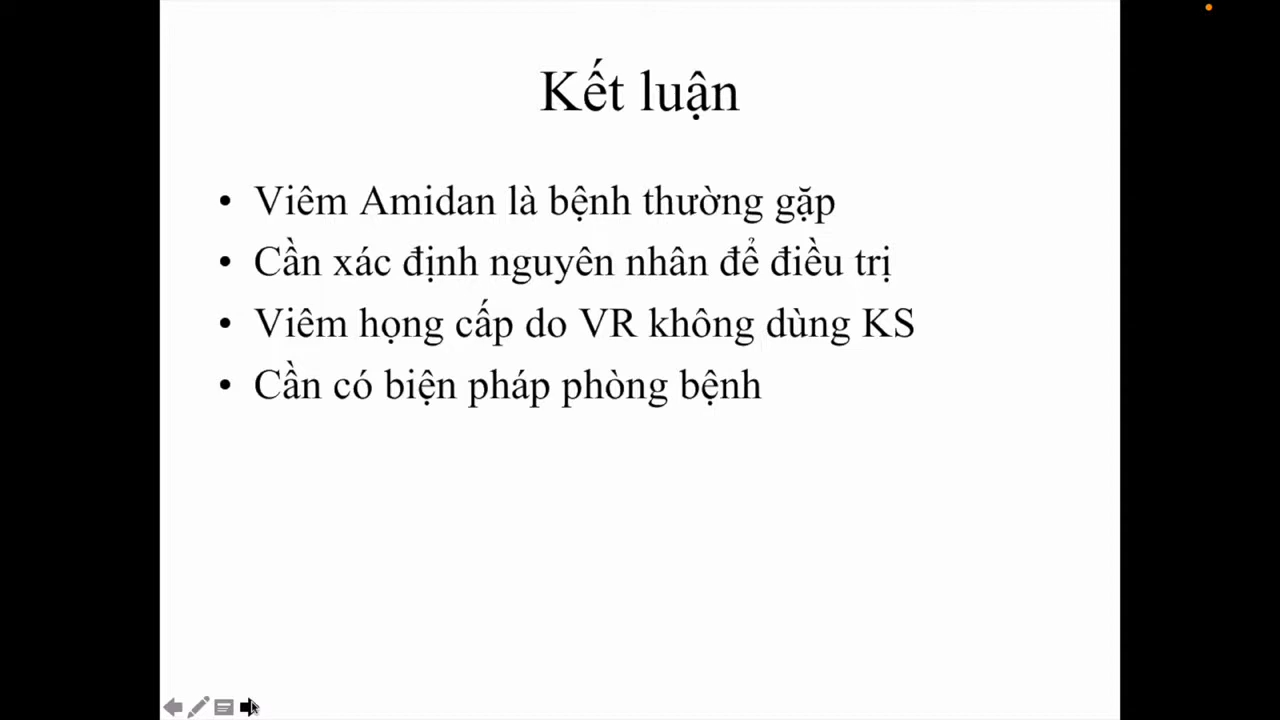 Kết luận
• Viêm Amidan là bệnh thường gặp
• Cần xác định nguyên nhân để điều trị
• Viêm họng cấp do VR không dùng KS
• Cần có biện pháp phòng bệnh